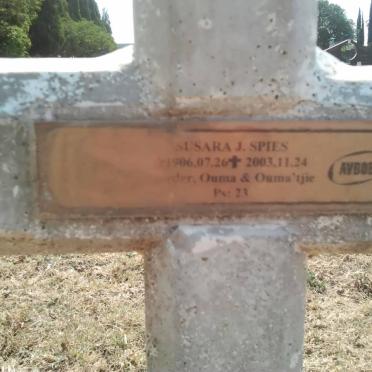 SUSARA J. SPIES
1906.07.26 ✝ 2003.11.24
Ouma & Ouma'tjie
Ps: 23
AVBOB